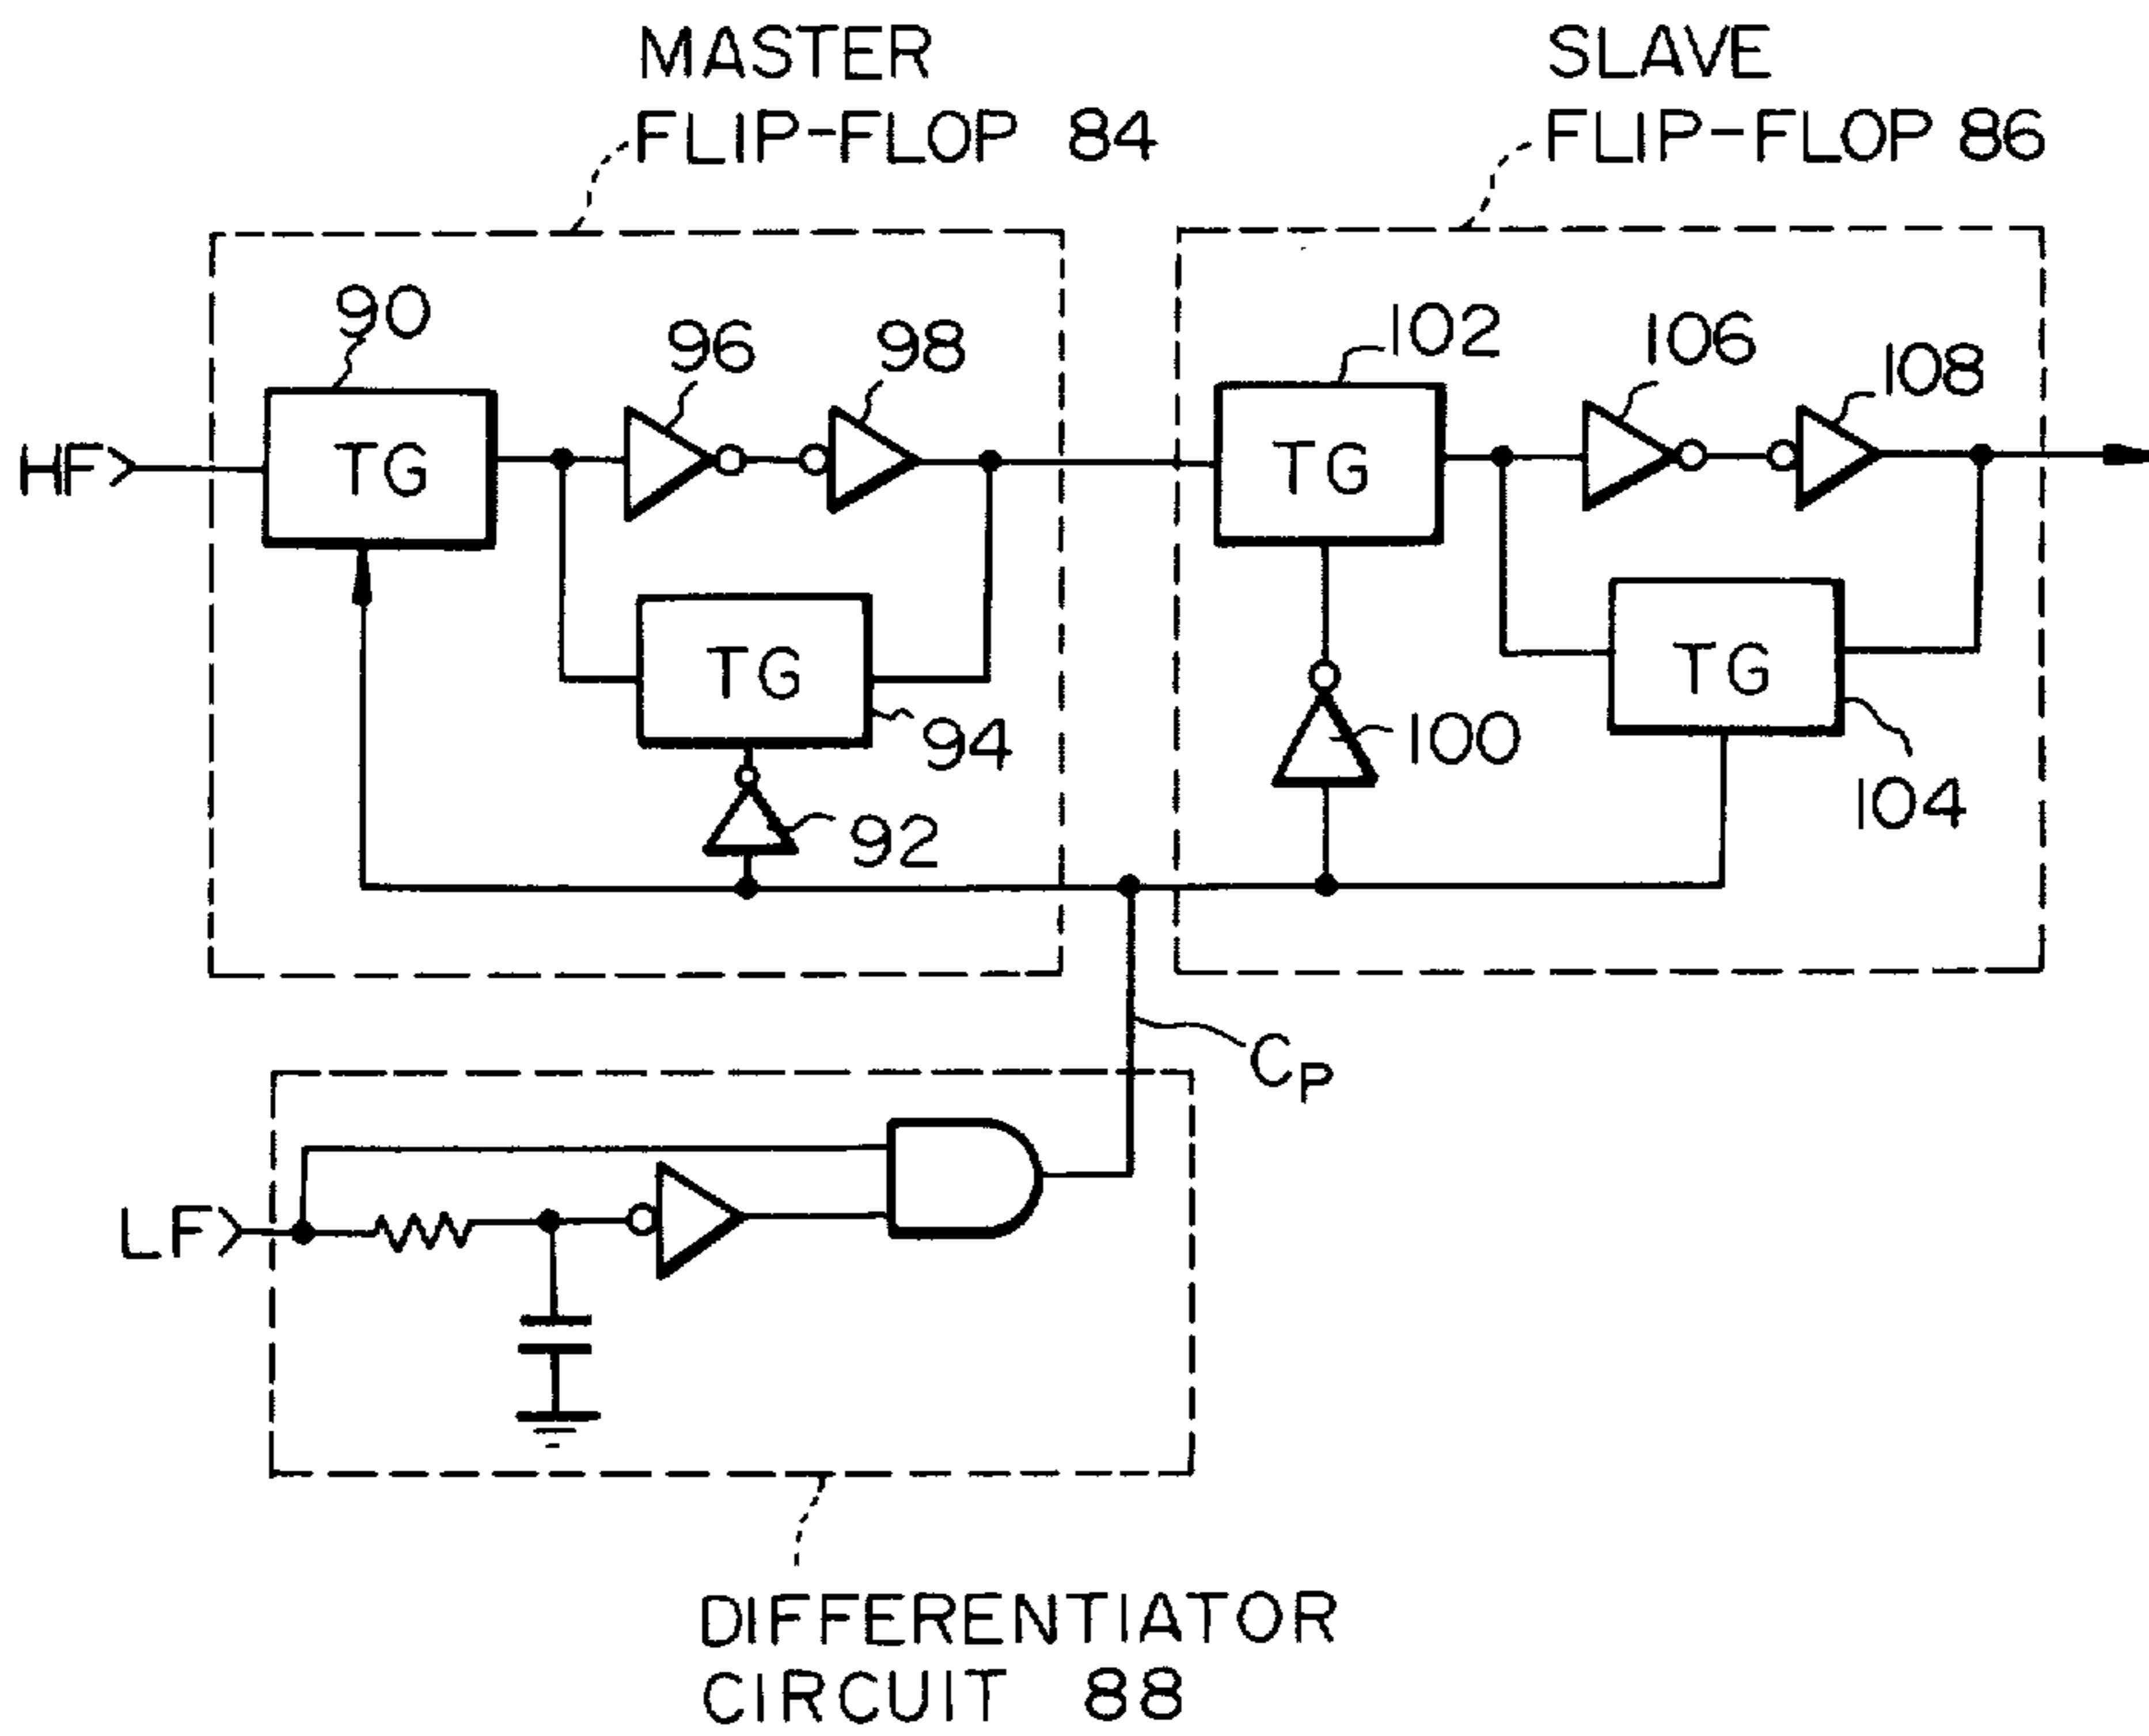 MASTER
FLIP-FLOP 84
SLAVE
FLIP-FLOP 86
90
96
98
102
106
108
HF
TG
TG
TG
94
TG
100
92
104
CP
LF
DIFFERENTIATOR
CIRCUIT 88